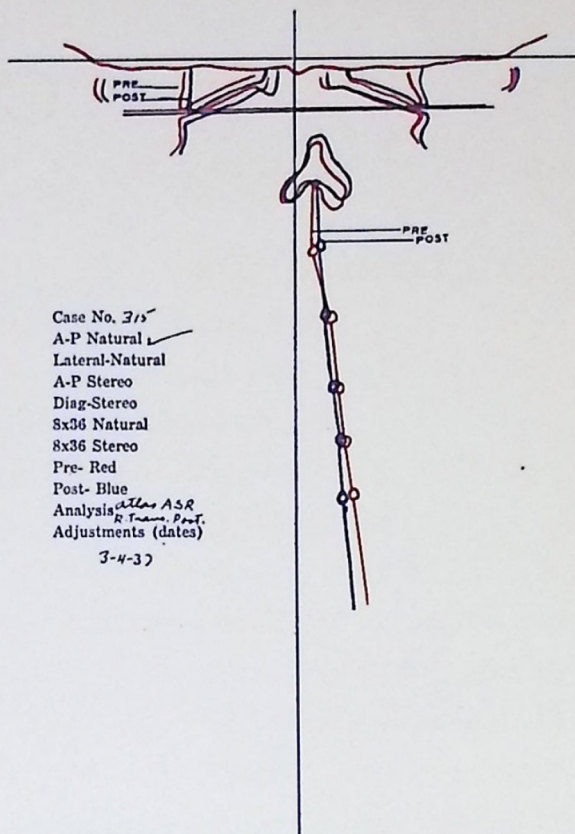 PRE
POST
PRE
POST
Case No. 315
A-P Natural ✓
Lateral-Natural
A-P Stereo
Diag-Stereo
8x36 Natural
8x36 Stereo
Pre- Red
Post- Blue
Analysis atlas ASR
R. Trans. Post.
Adjustments (dates)
3-4-37